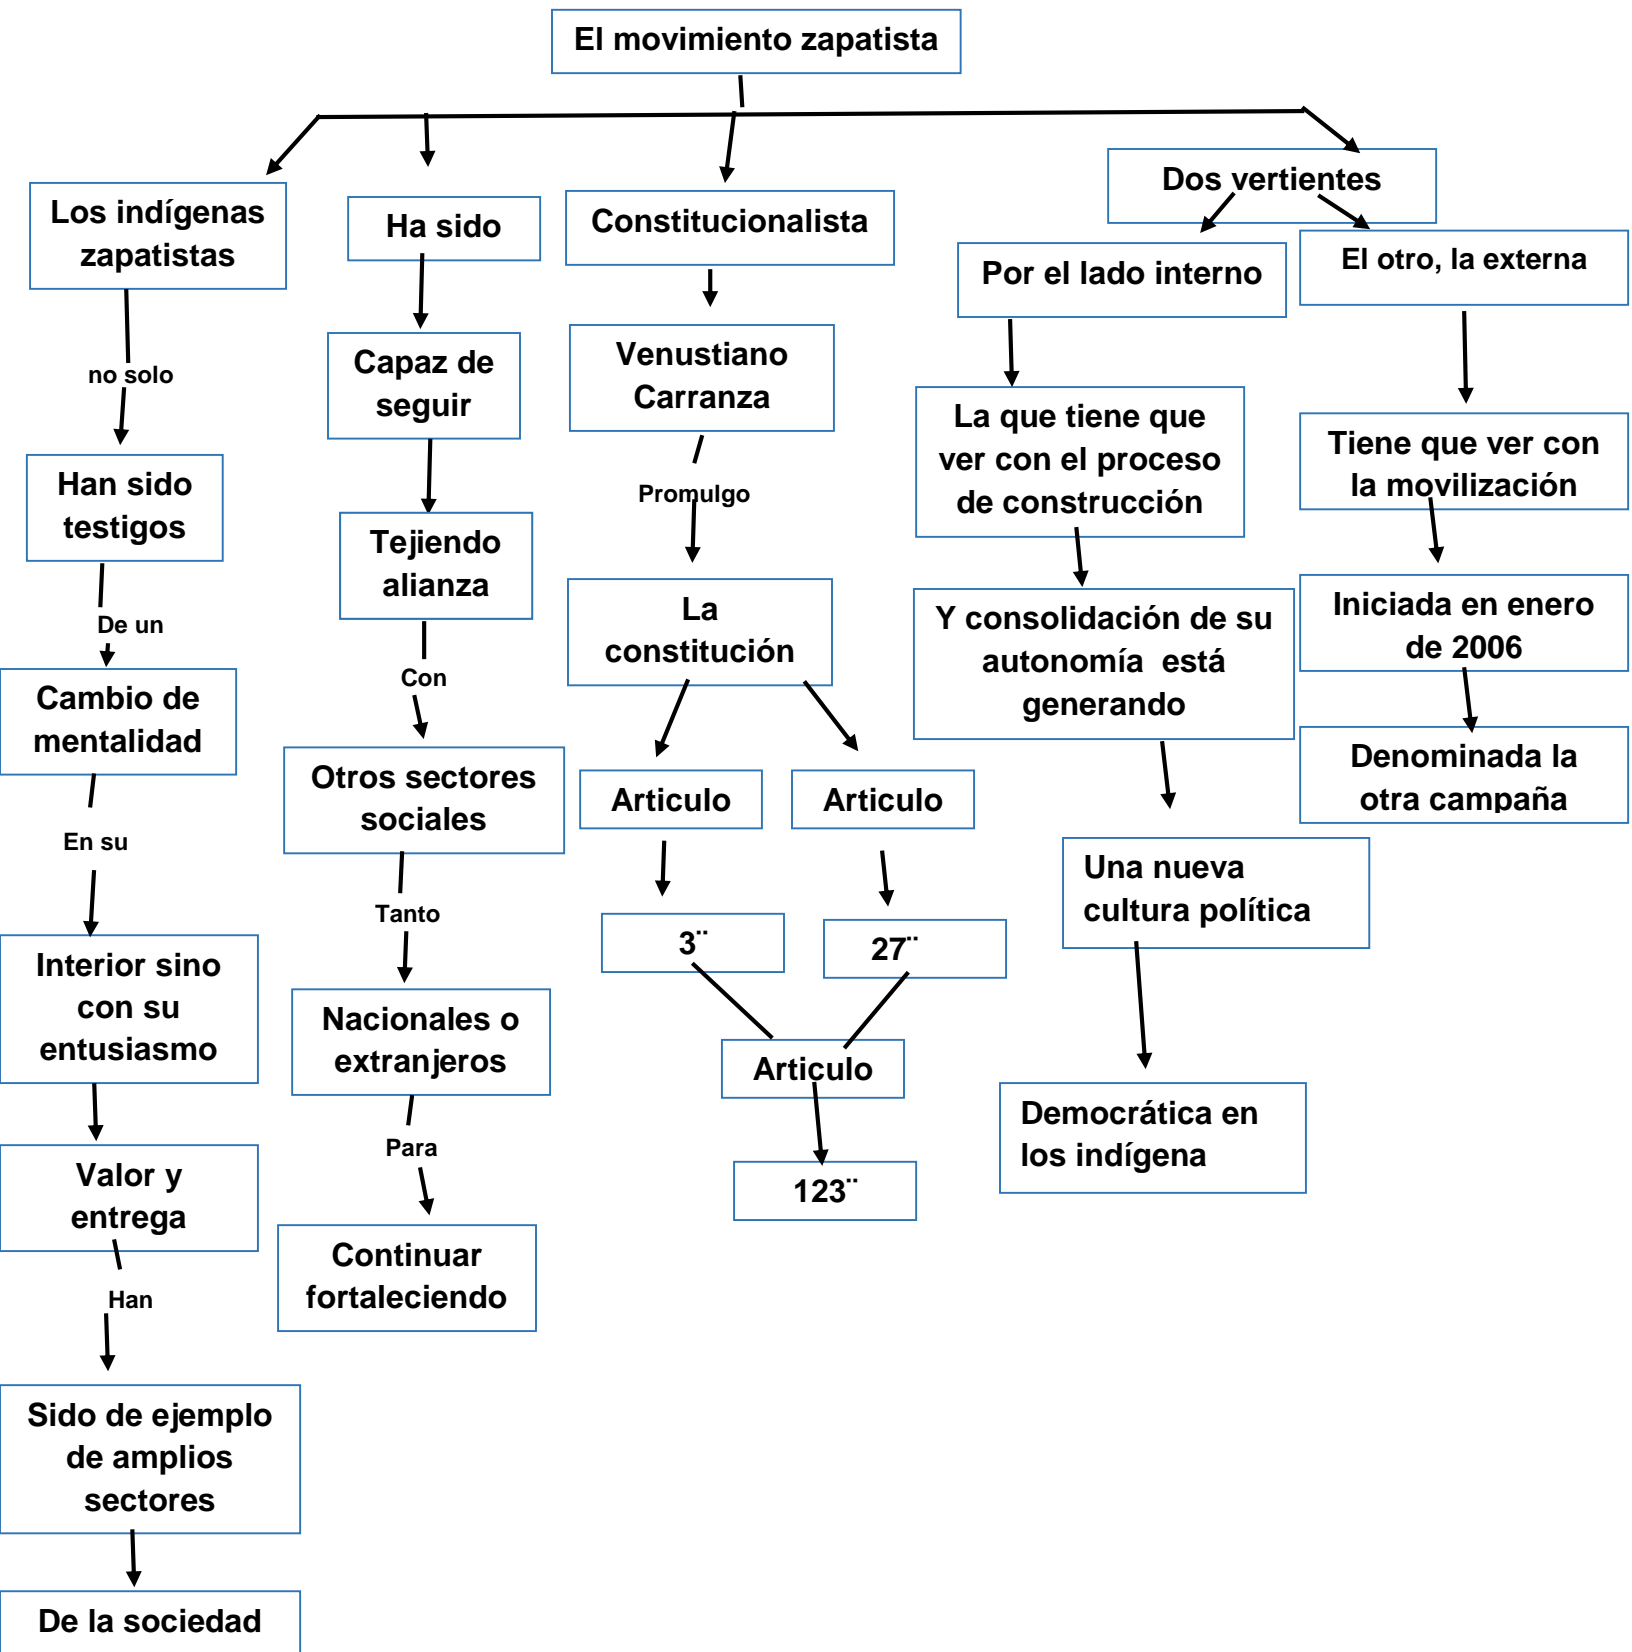 El movimiento zapatista
Los indígenas
zapatistas
no solo
Han sido
testigos
De un
Cambio de
mentalidad
En su
Interior sino
con su
entusiasmo
Valor y
entrega
Han
Sido de ejemplo
de amplios
sectores
De la sociedad
Ha sido
Capaz de
seguir
Tejiendo
alianza
Con
Otros sectores
sociales
Tanto
Nacionales o
extranjeros
Para
Continuar
fortaleciendo
Constitucionalista
Venustiano
Carranza
Promulgo
La
constitución
Articulo
3¨
Articulo
27¨
Articulo
123¨
Dos vertientes
Por el lado interno
La que tiene que
ver con el proceso
de construcción
Y consolidación de su
autonomía  está
generando
Una nueva
cultura política
Democrática en
los indígena
El otro, la externa
Tiene que ver con
la movilización
Iniciada en enero
de 2006
Denominada la
otra campaña